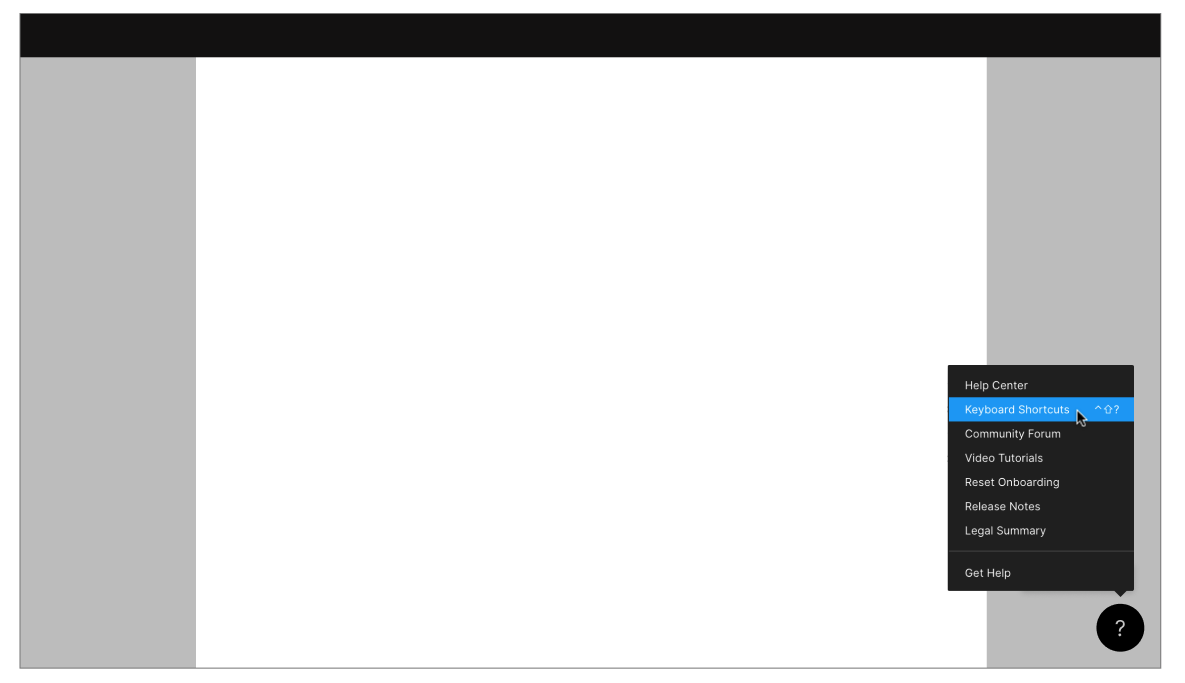 Help Center
Keyboard Shortcuts ^⇧?
Community Forum
Video Tutorials
Reset Onboarding
Release Notes
Legal Summary
Get Help
?